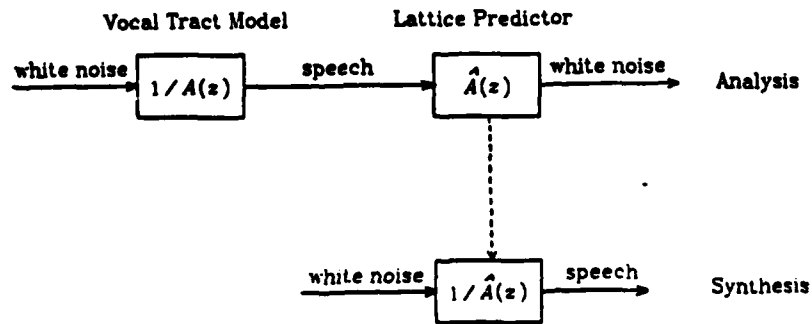 Vocal Tract Model Lattice Predictor
white noise 1/A(z) speech Â(z) white noise Analysis
white noise 1/Â(z) speech Synthesis